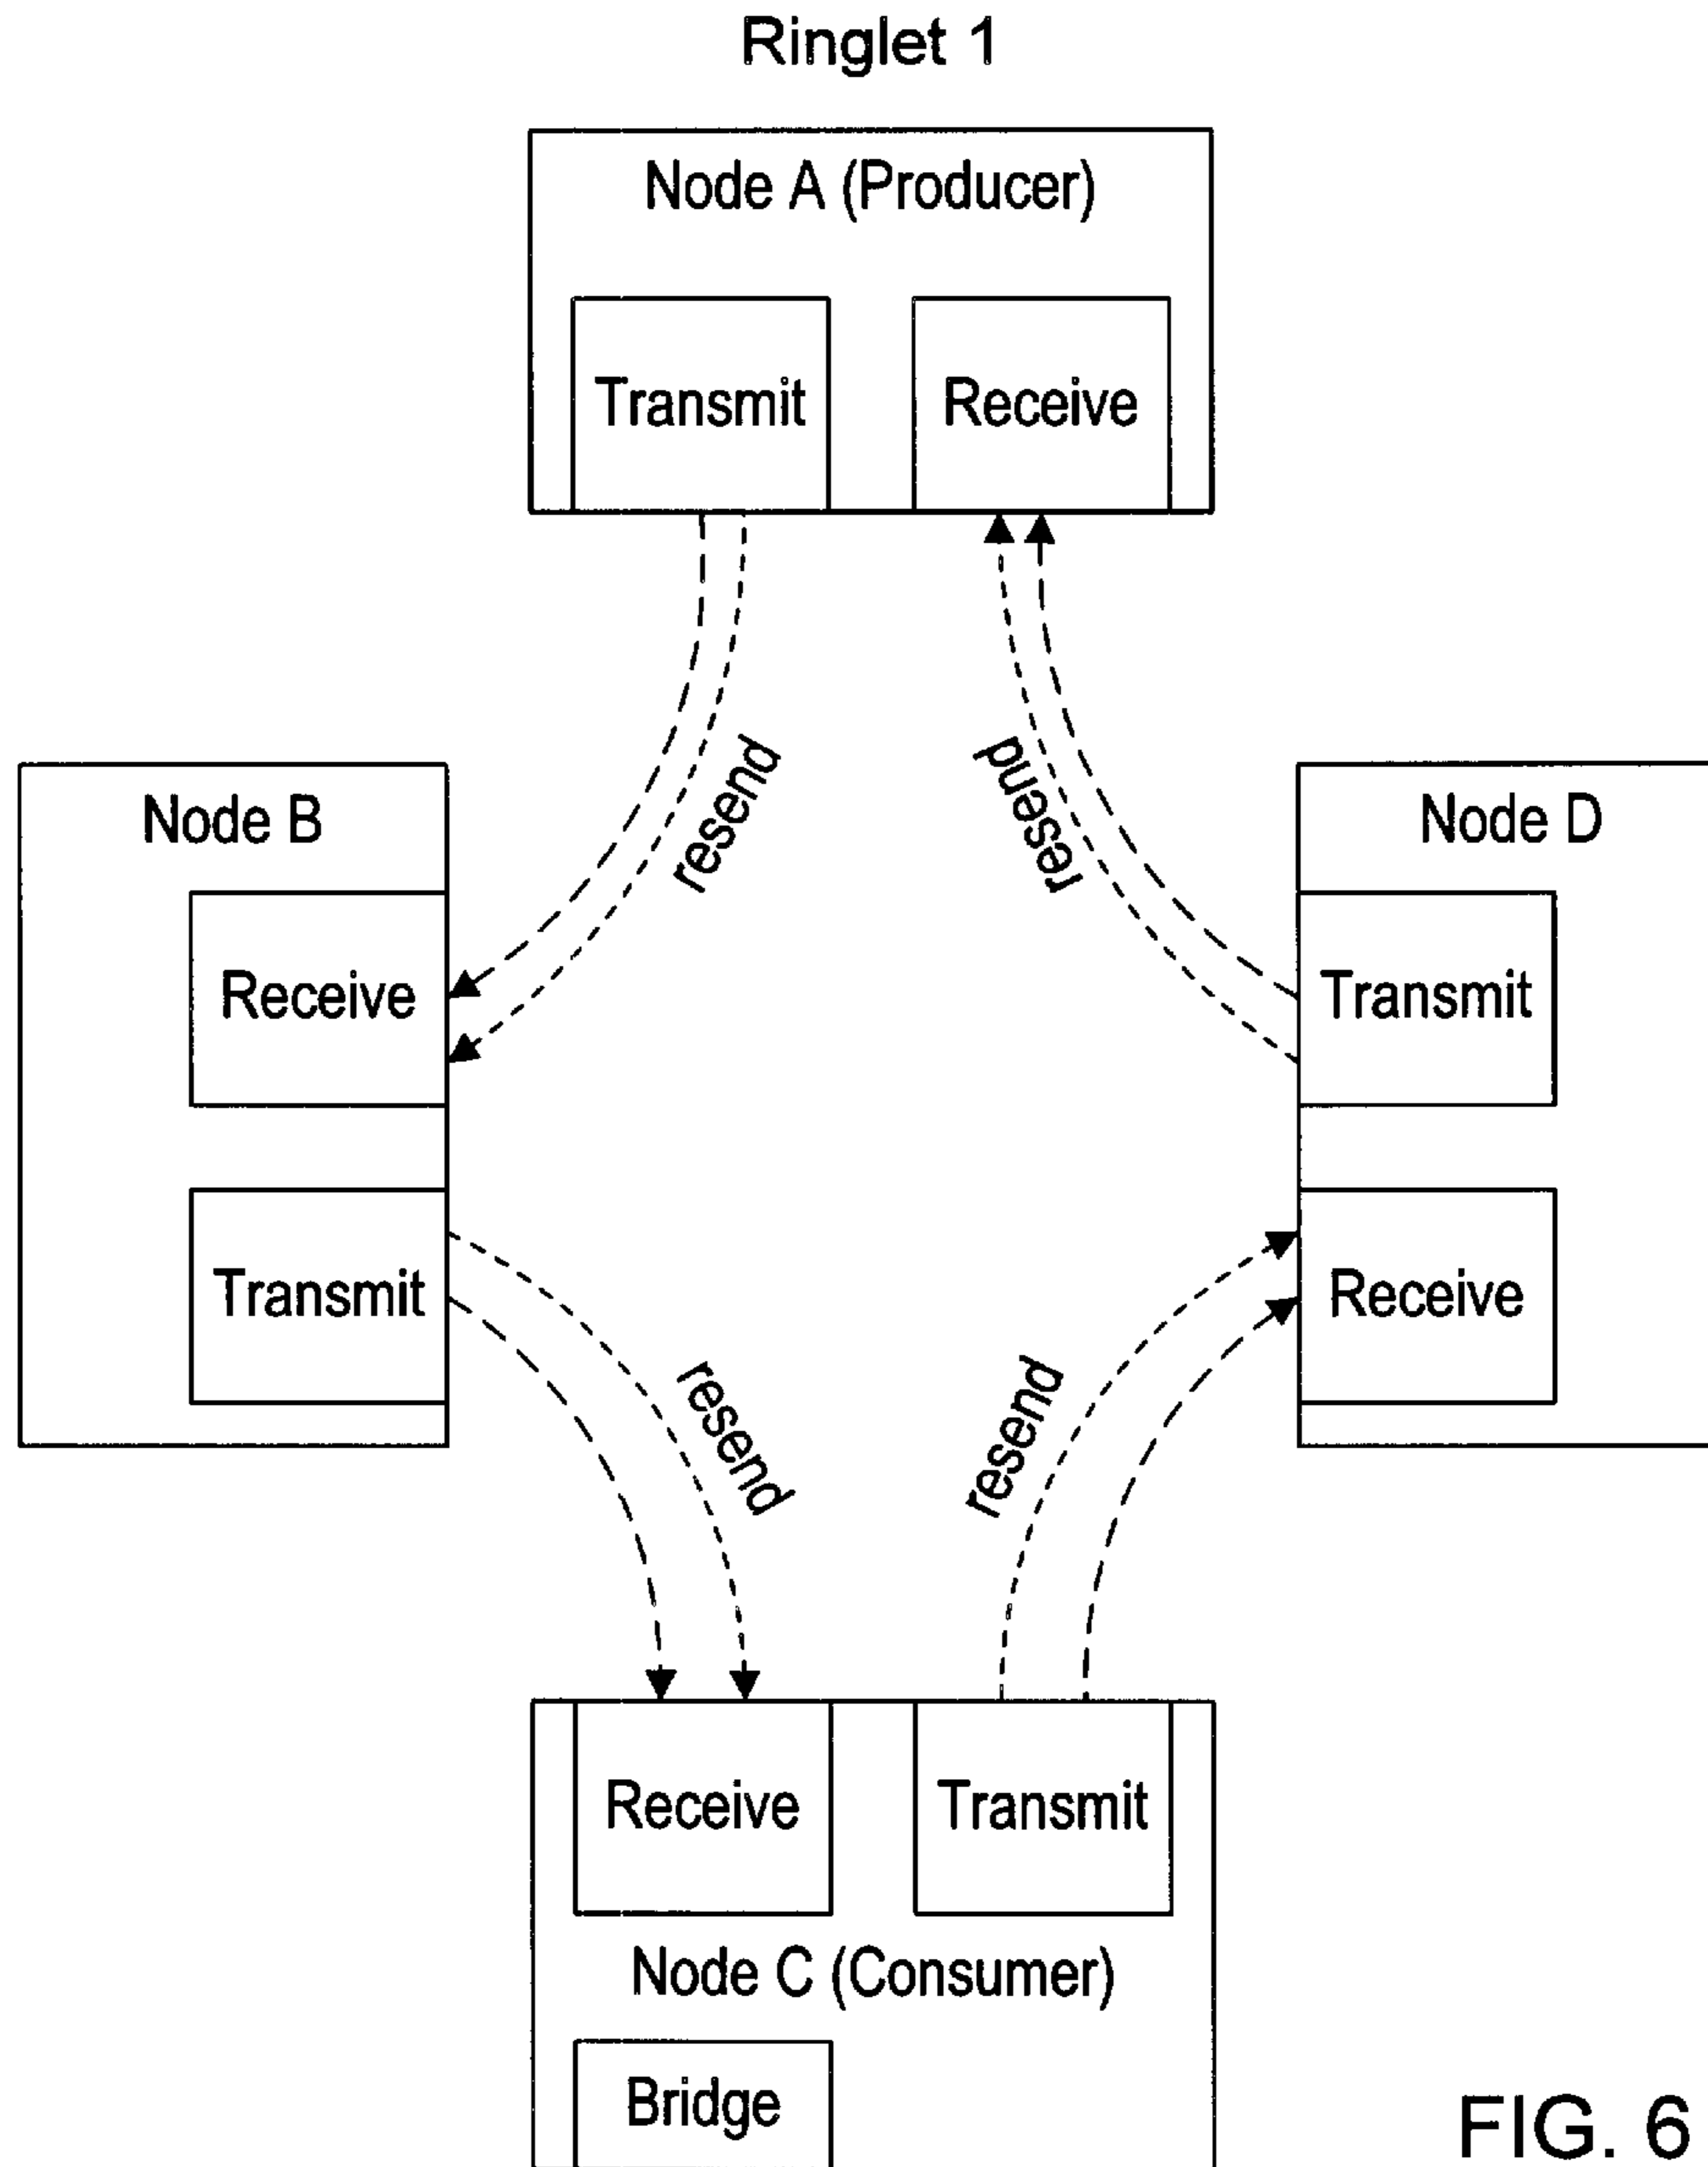 Ringlet 1
Node A (Producer)
Transmit
Receive
resend
resend
Node B
Node D
Receive
Transmit
Transmit
Receive
resend
resend
Receive
Transmit
Node C (Consumer)
Bridge
FIG. 6